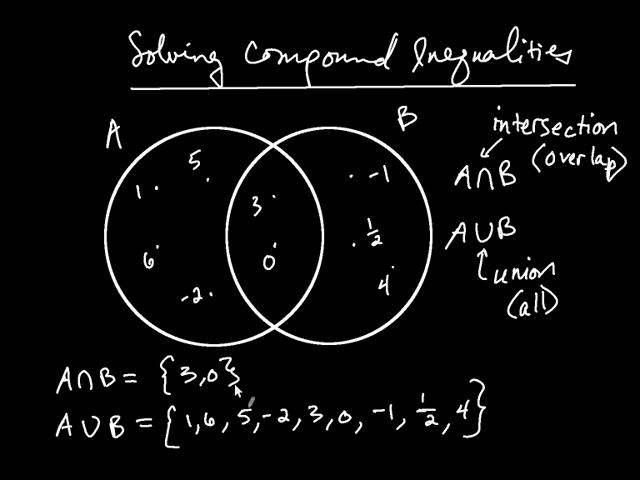 Solving Compound Inequalities
A
B
intersection
(overlap)
A∩B
5
1
-1
3
A∪B
1/2
6
0
union
(all)
4
-2
A∩B = {3,0}
A∪B = {1,6,5,-2,3,0,-1,1/2,4}